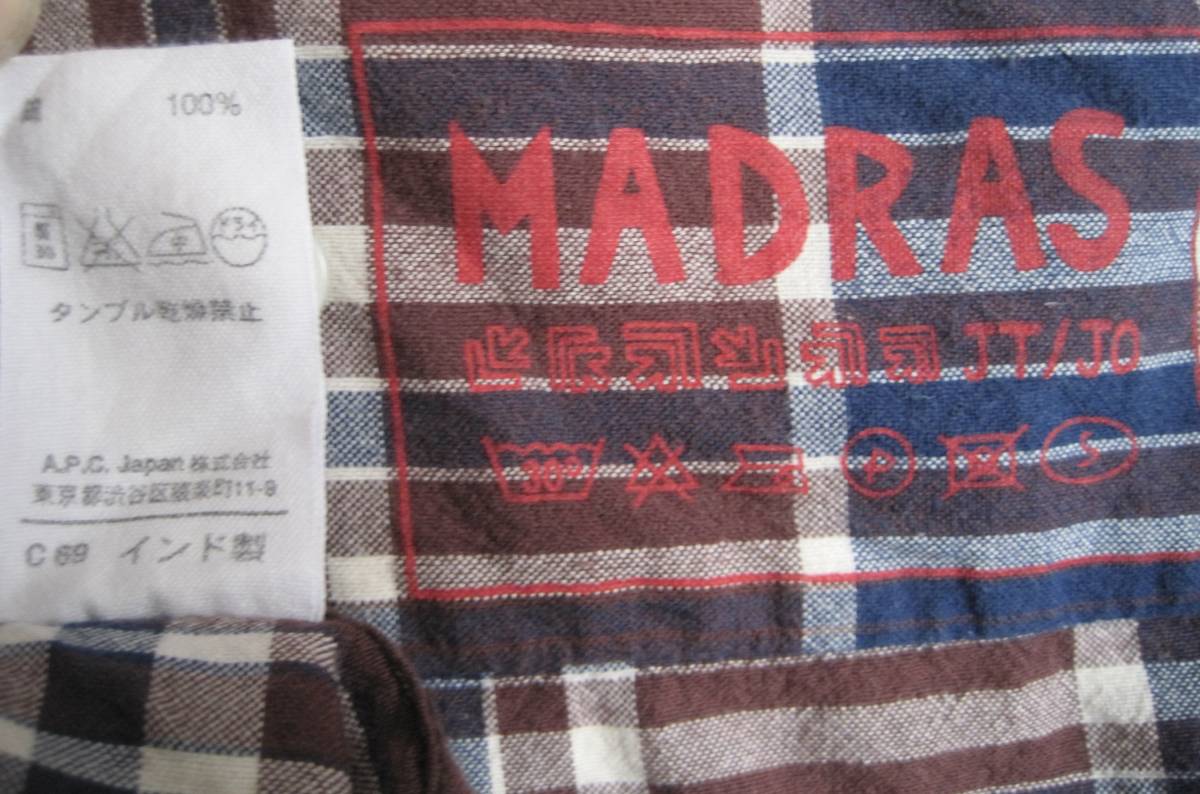 綿 100%
タンブル乾燥禁止
A.P.C. Japan 株式会社
東京都渋谷区猿楽町11-9
C 69 インド製
MADRAS
JT/JO
30°
P
S